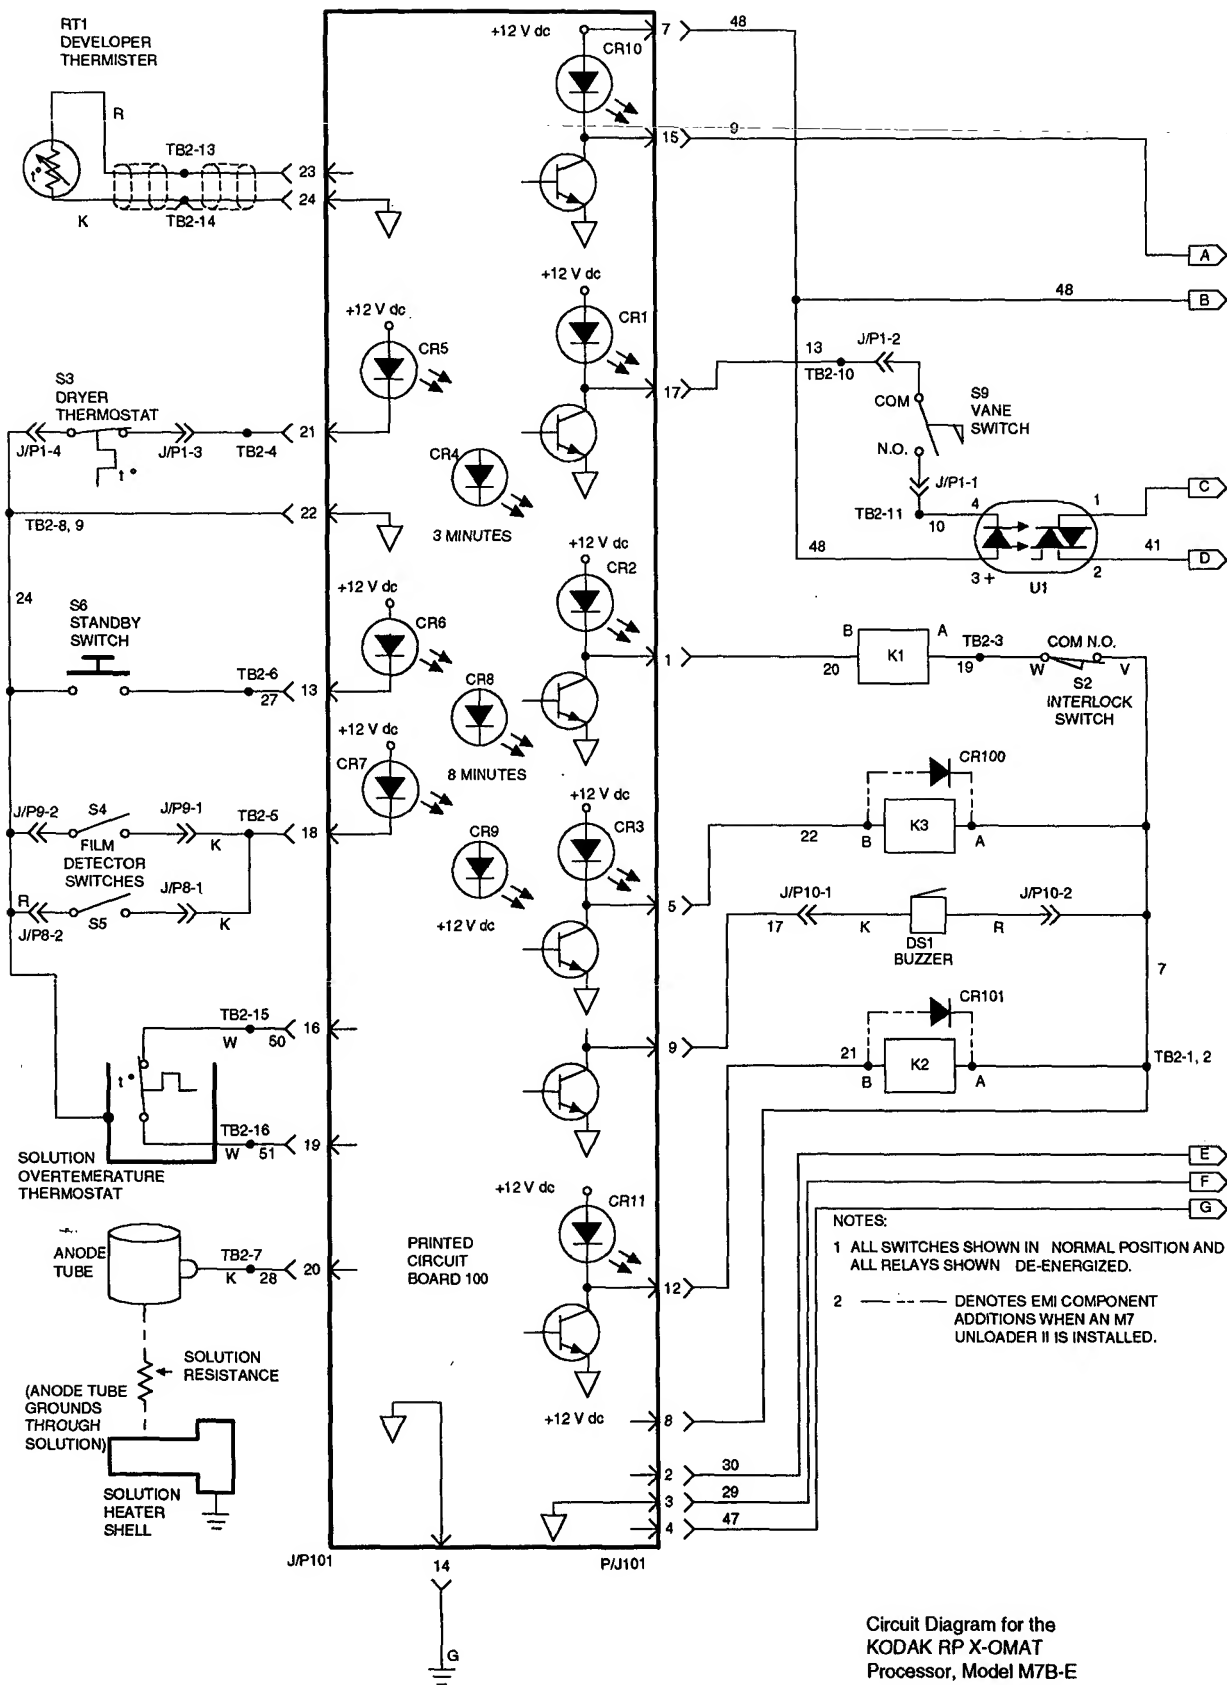 RT1
DEVELOPER
THERMISTER
R
TB2-13
23
24
t°
K
TB2-14
+12 V dc
CR10
7
48
15
9
A
48
B
+12 V dc
CR1
17
13
TB2-10
J/P1-2
COM
S9
VANE
SWITCH
N.O.
J/P1-1
TB2-11
10
4
1
C
48
3 +
2
41
D
U1
+12 V dc
CR5
S3
DRYER
THERMOSTAT
J/P1-4
t°
J/P1-3
TB2-4
21
CR4
3 MINUTES
TB2-8, 9
22
24
+12 V dc
CR2
1
B
A
20
K1
TB2-3
19
W
COM N.O.
V
S2
INTERLOCK
SWITCH
S6
STANDBY
SWITCH
TB2-6
27
13
+12 V dc
CR6
CR8
8 MINUTES
+12 V dc
CR7
J/P9-2
S4
J/P9-1
K
TB2-5
18
FILM
DETECTOR
SWITCHES
R
J/P8-2
S5
J/P8-1
K
CR9
+12 V dc
+12 V dc
CR3
5
22
CR100
K3
B
A
J/P10-1
17
K
DS1
BUZZER
R
J/P10-2
7
CR101
21
B
K2
A
TB2-1, 2
9
TB2-15
W
50
16
t°
TB2-16
W
51
19
SOLUTION
OVERTEMERATURE
THERMOSTAT
ANODE
TUBE
TB2-7
K
28
20
PRINTED
CIRCUIT
BOARD 100
+12 V dc
CR11
12
E
F
G
NOTES:
1 ALL SWITCHES SHOWN IN NORMAL POSITION AND
ALL RELAYS SHOWN DE-ENERGIZED.
2 DENOTES EMI COMPONENT
ADDITIONS WHEN AN M7
UNLOADER II IS INSTALLED.
SOLUTION
RESISTANCE
(ANODE TUBE
GROUNDS
THROUGH
SOLUTION)
SOLUTION
HEATER
SHELL
+12 V dc
8
2
30
3
29
4
47
J/P101
14
P/J101
G
Circuit Diagram for the
KODAK RP X-OMAT
Processor, Model M7B-E